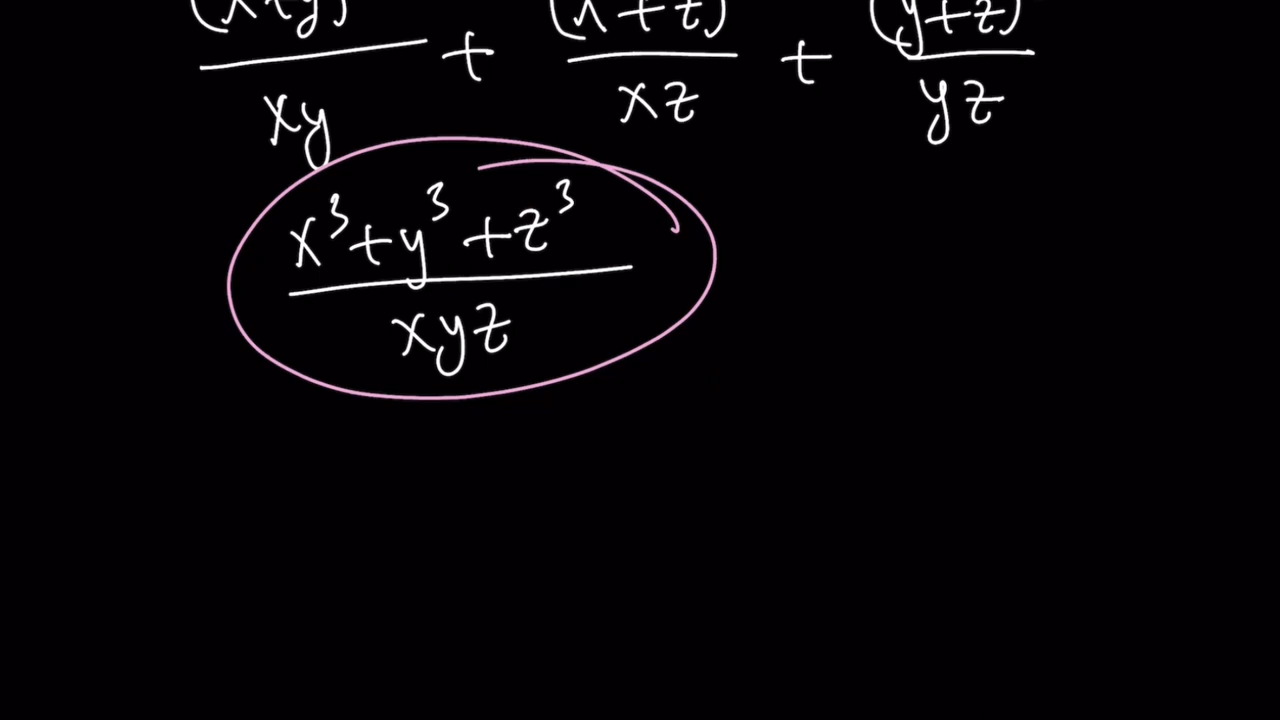 (x+y) + (x+z) + (y+z)
xy xz yz
x³+y³+z³
xyz